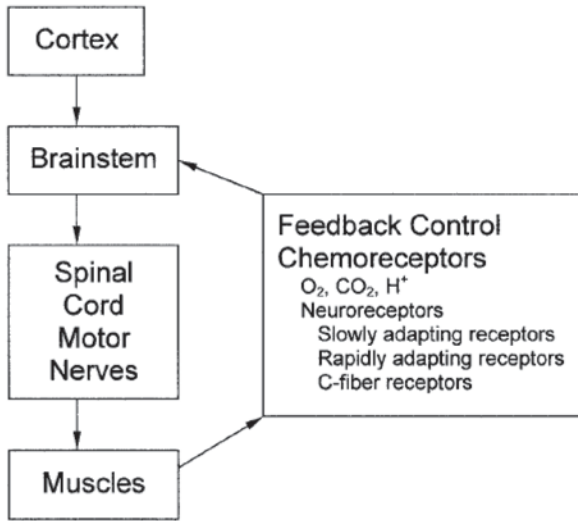 Cortex
Brainstem
Spinal
Cord
Motor
Nerves
Muscles
Feedback Control
Chemoreceptors
O₂, CO₂, H⁺
Neuroreceptors
Slowly adapting receptors
Rapidly adapting receptors
C-fiber receptors